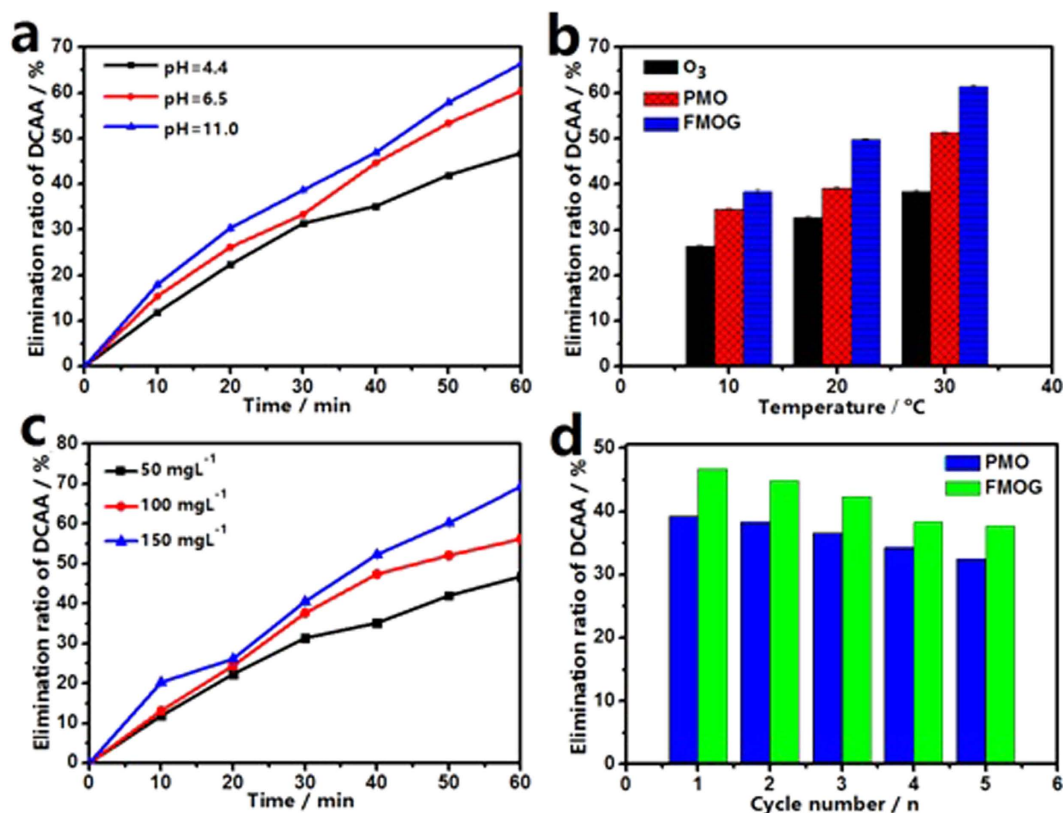 a
70
60
50
40
30
20
10
0
Elimination ratio of DCAA / %
pH=4.4
pH=6.5
pH=11.0
0 10 20 30 40 50 60
Time / min
b
70
60
50
40
30
20
10
0
Elimination ratio of DCAA / %
O₃
PMO
FMOG
0 10 20 30 40
Temperature / °C
c
80
70
60
50
40
30
20
10
0
Elimination ratio of DCAA / %
50 mgL⁻¹
100 mgL⁻¹
150 mgL⁻¹
0 10 20 30 40 50 60
Time / min
d
50
40
30
20
10
0
Elimination ratio of DCAA / %
PMO
FMOG
0 1 2 3 4 5 6
Cycle number / n